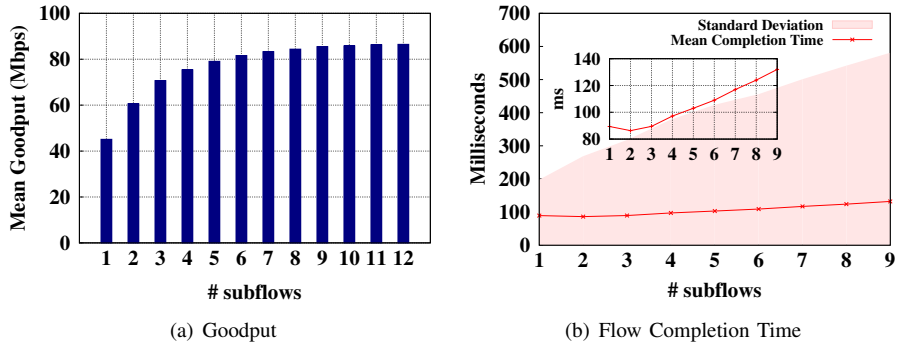 100
80
60
40
20
0
Mean Goodput (Mbps)
1 2 3 4 5 6 7 8 9 10 11 12
# subflows
(a) Goodput
700
600
500
400
300
200
100
0
Milliseconds
Standard Deviation
Mean Completion Time
140
120
100
80
ms
1 2 3 4 5 6 7 8 9
1 2 3 4 5 6 7 8 9
# subflows
(b) Flow Completion Time